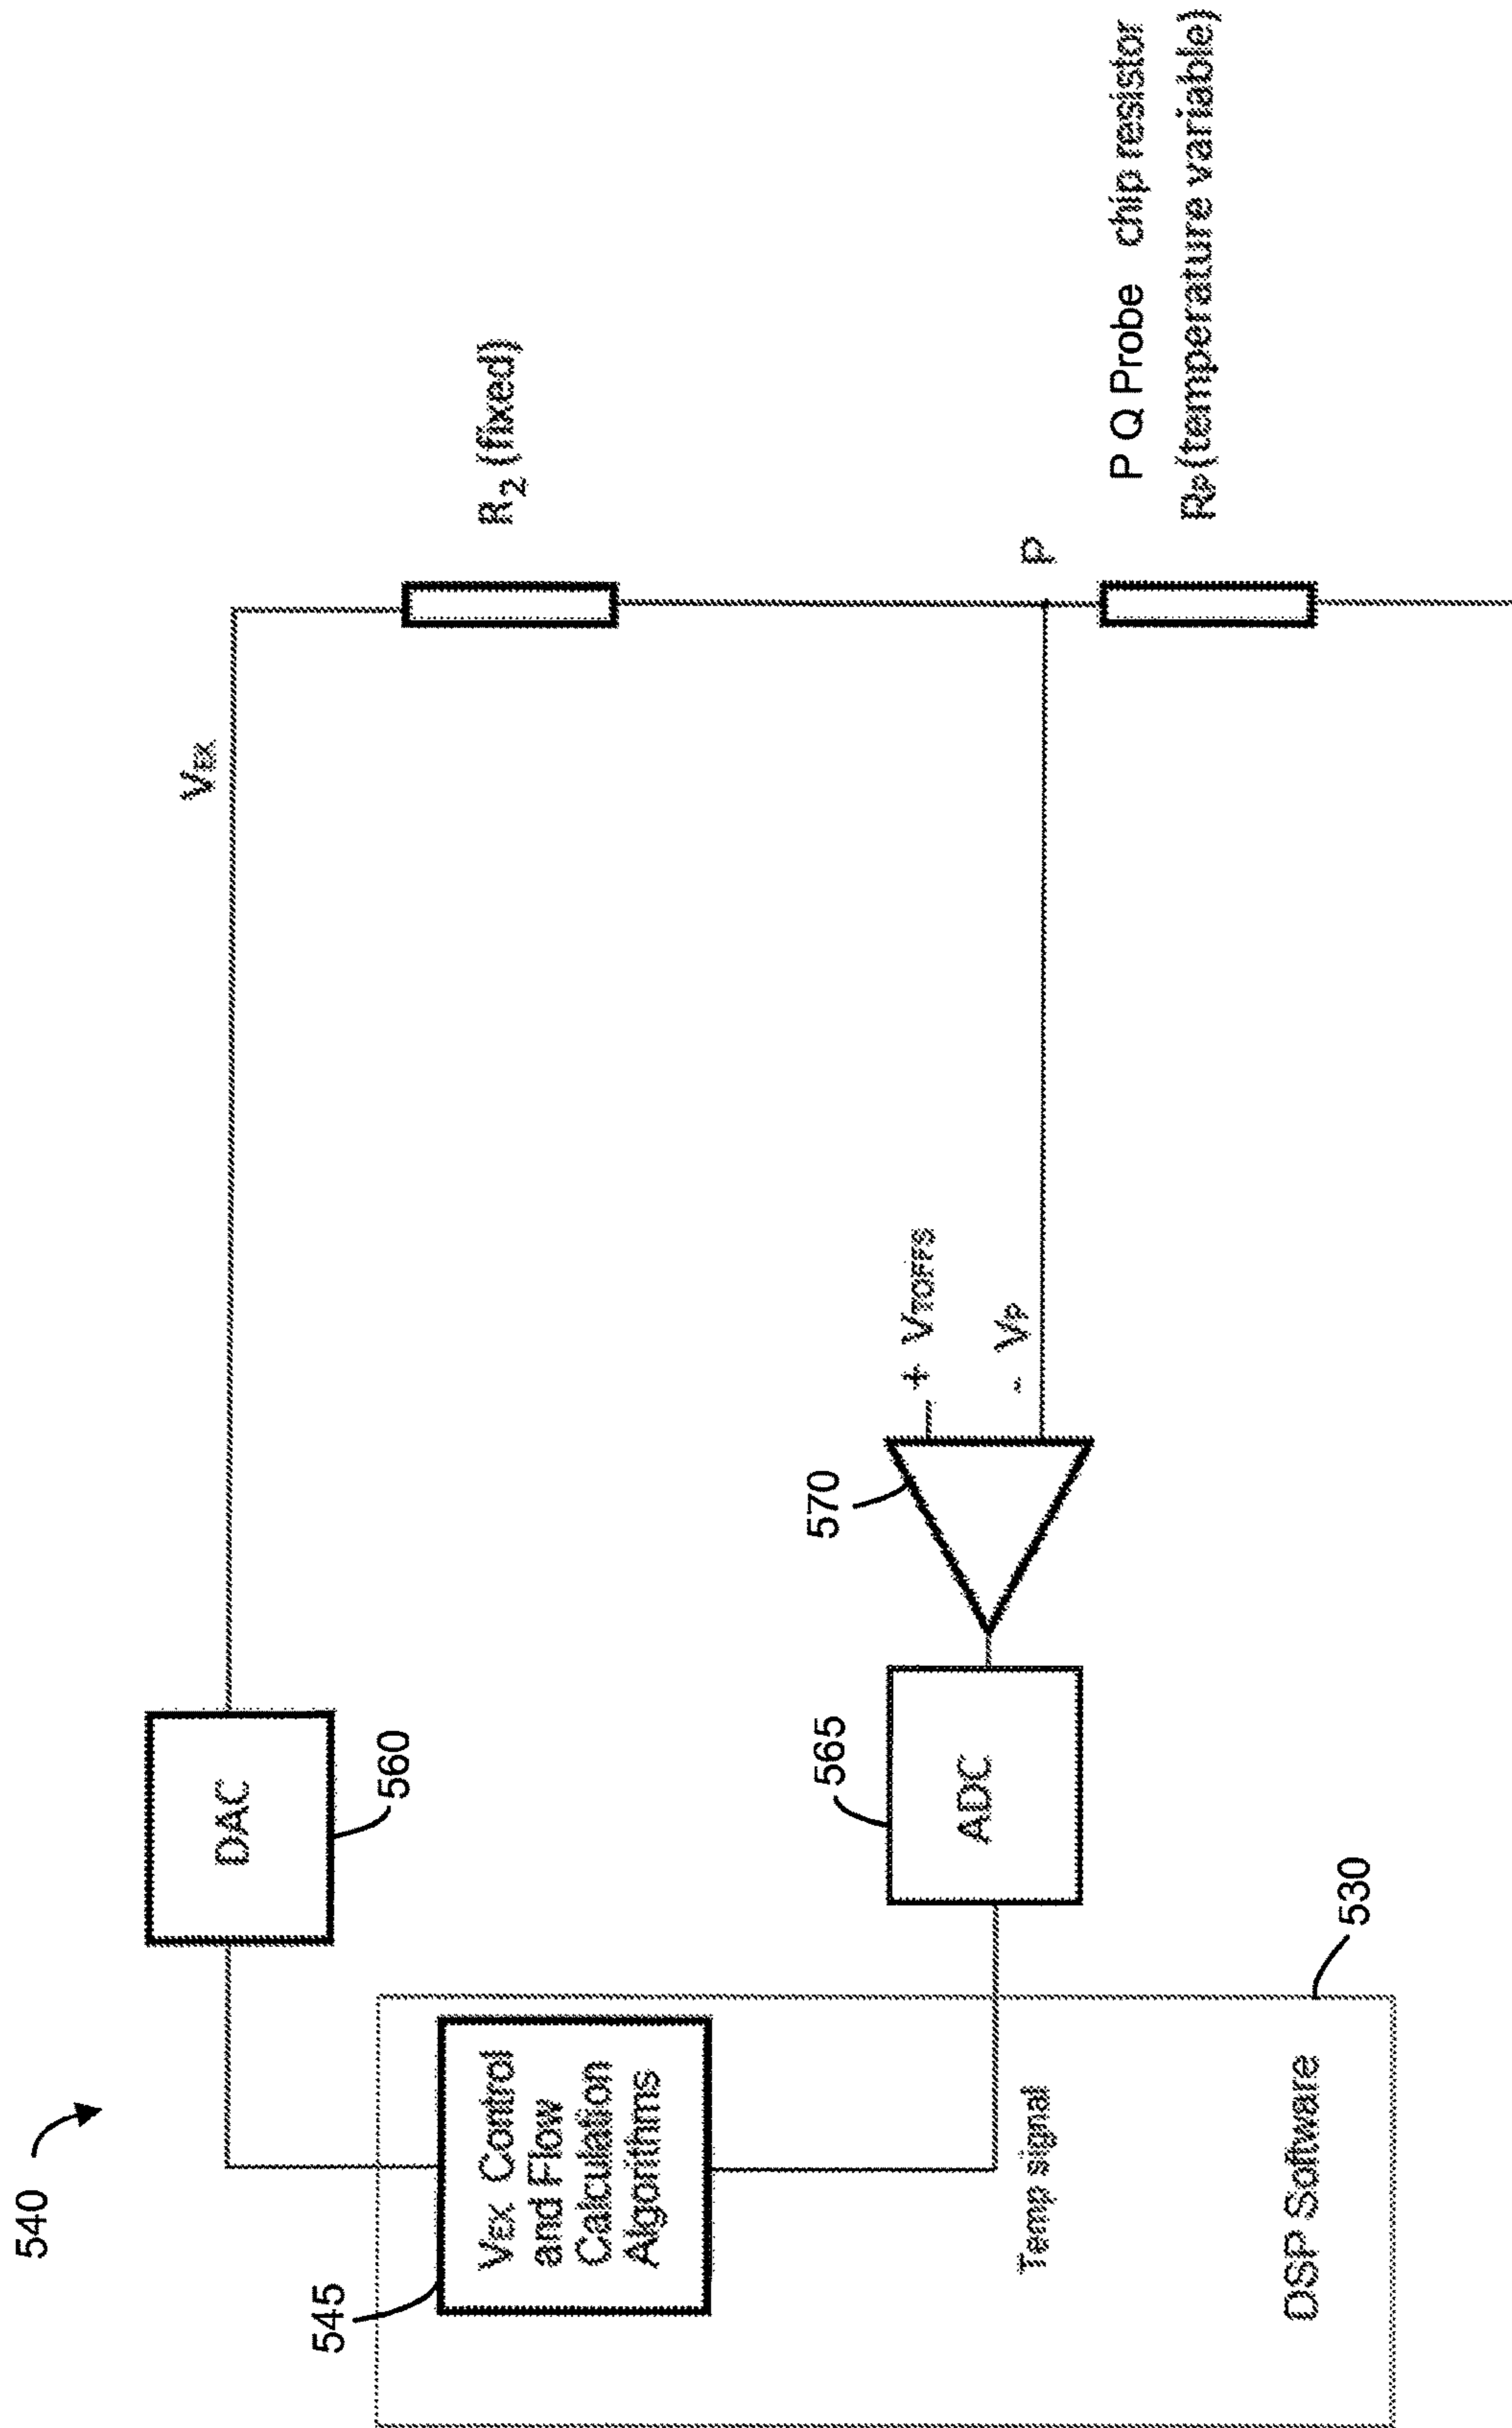 540
545
VEX Control
and Flow
Calculation
Algorithms
DAC
560
VEX
R2 (fixed)
570
+ VTOFFS
- VP
565
ADC
P
P Q Probe chip resistor
RP (temperature variable)
Temp signal
DSP Software
530